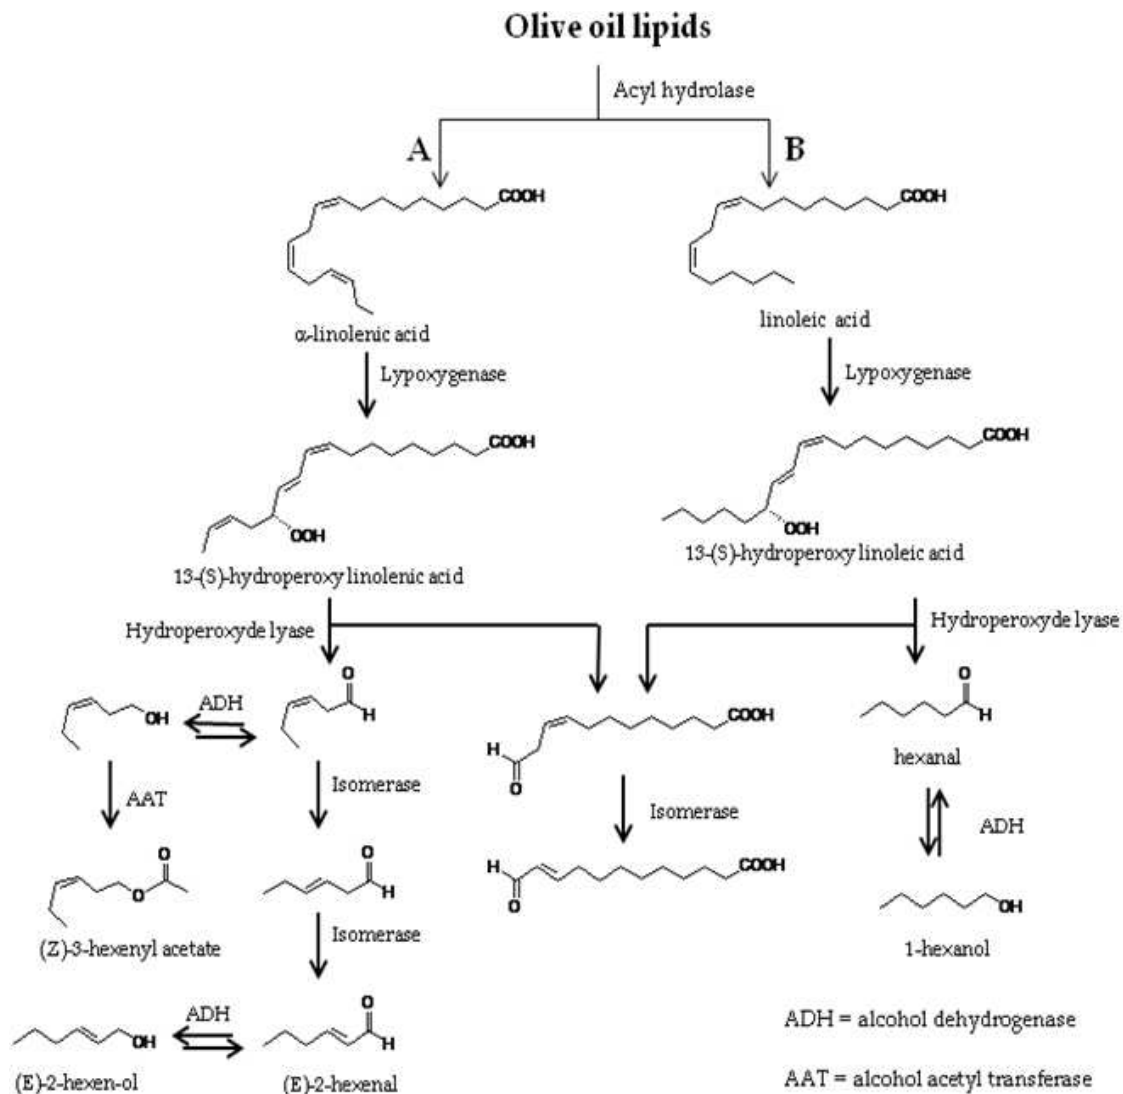 Olive oil lipids
Acyl hydrolase
A
B
COOH
COOH
α-linolenic acid
linoleic acid
Lypoxygenase
Lypoxygenase
COOH
COOH
OOH
OOH
13-(S)-hydroperoxy linolenic acid
13-(S)-hydroperoxy linoleic acid
Hydroperoxyde lyase
Hydroperoxyde lyase
OH
ADH
O
H
COOH
H
O
O
H
hexanal
AAT
Isomerase
Isomerase
ADH
O
O
O
H
H
O
COOH
OH
(Z)-3-hexenyl acetate
Isomerase
1-hexanol
OH
ADH
O
H
ADH = alcohol dehydrogenase
(E)-2-hexen-ol
(E)-2-hexenal
AAT = alcohol acetyl transferase